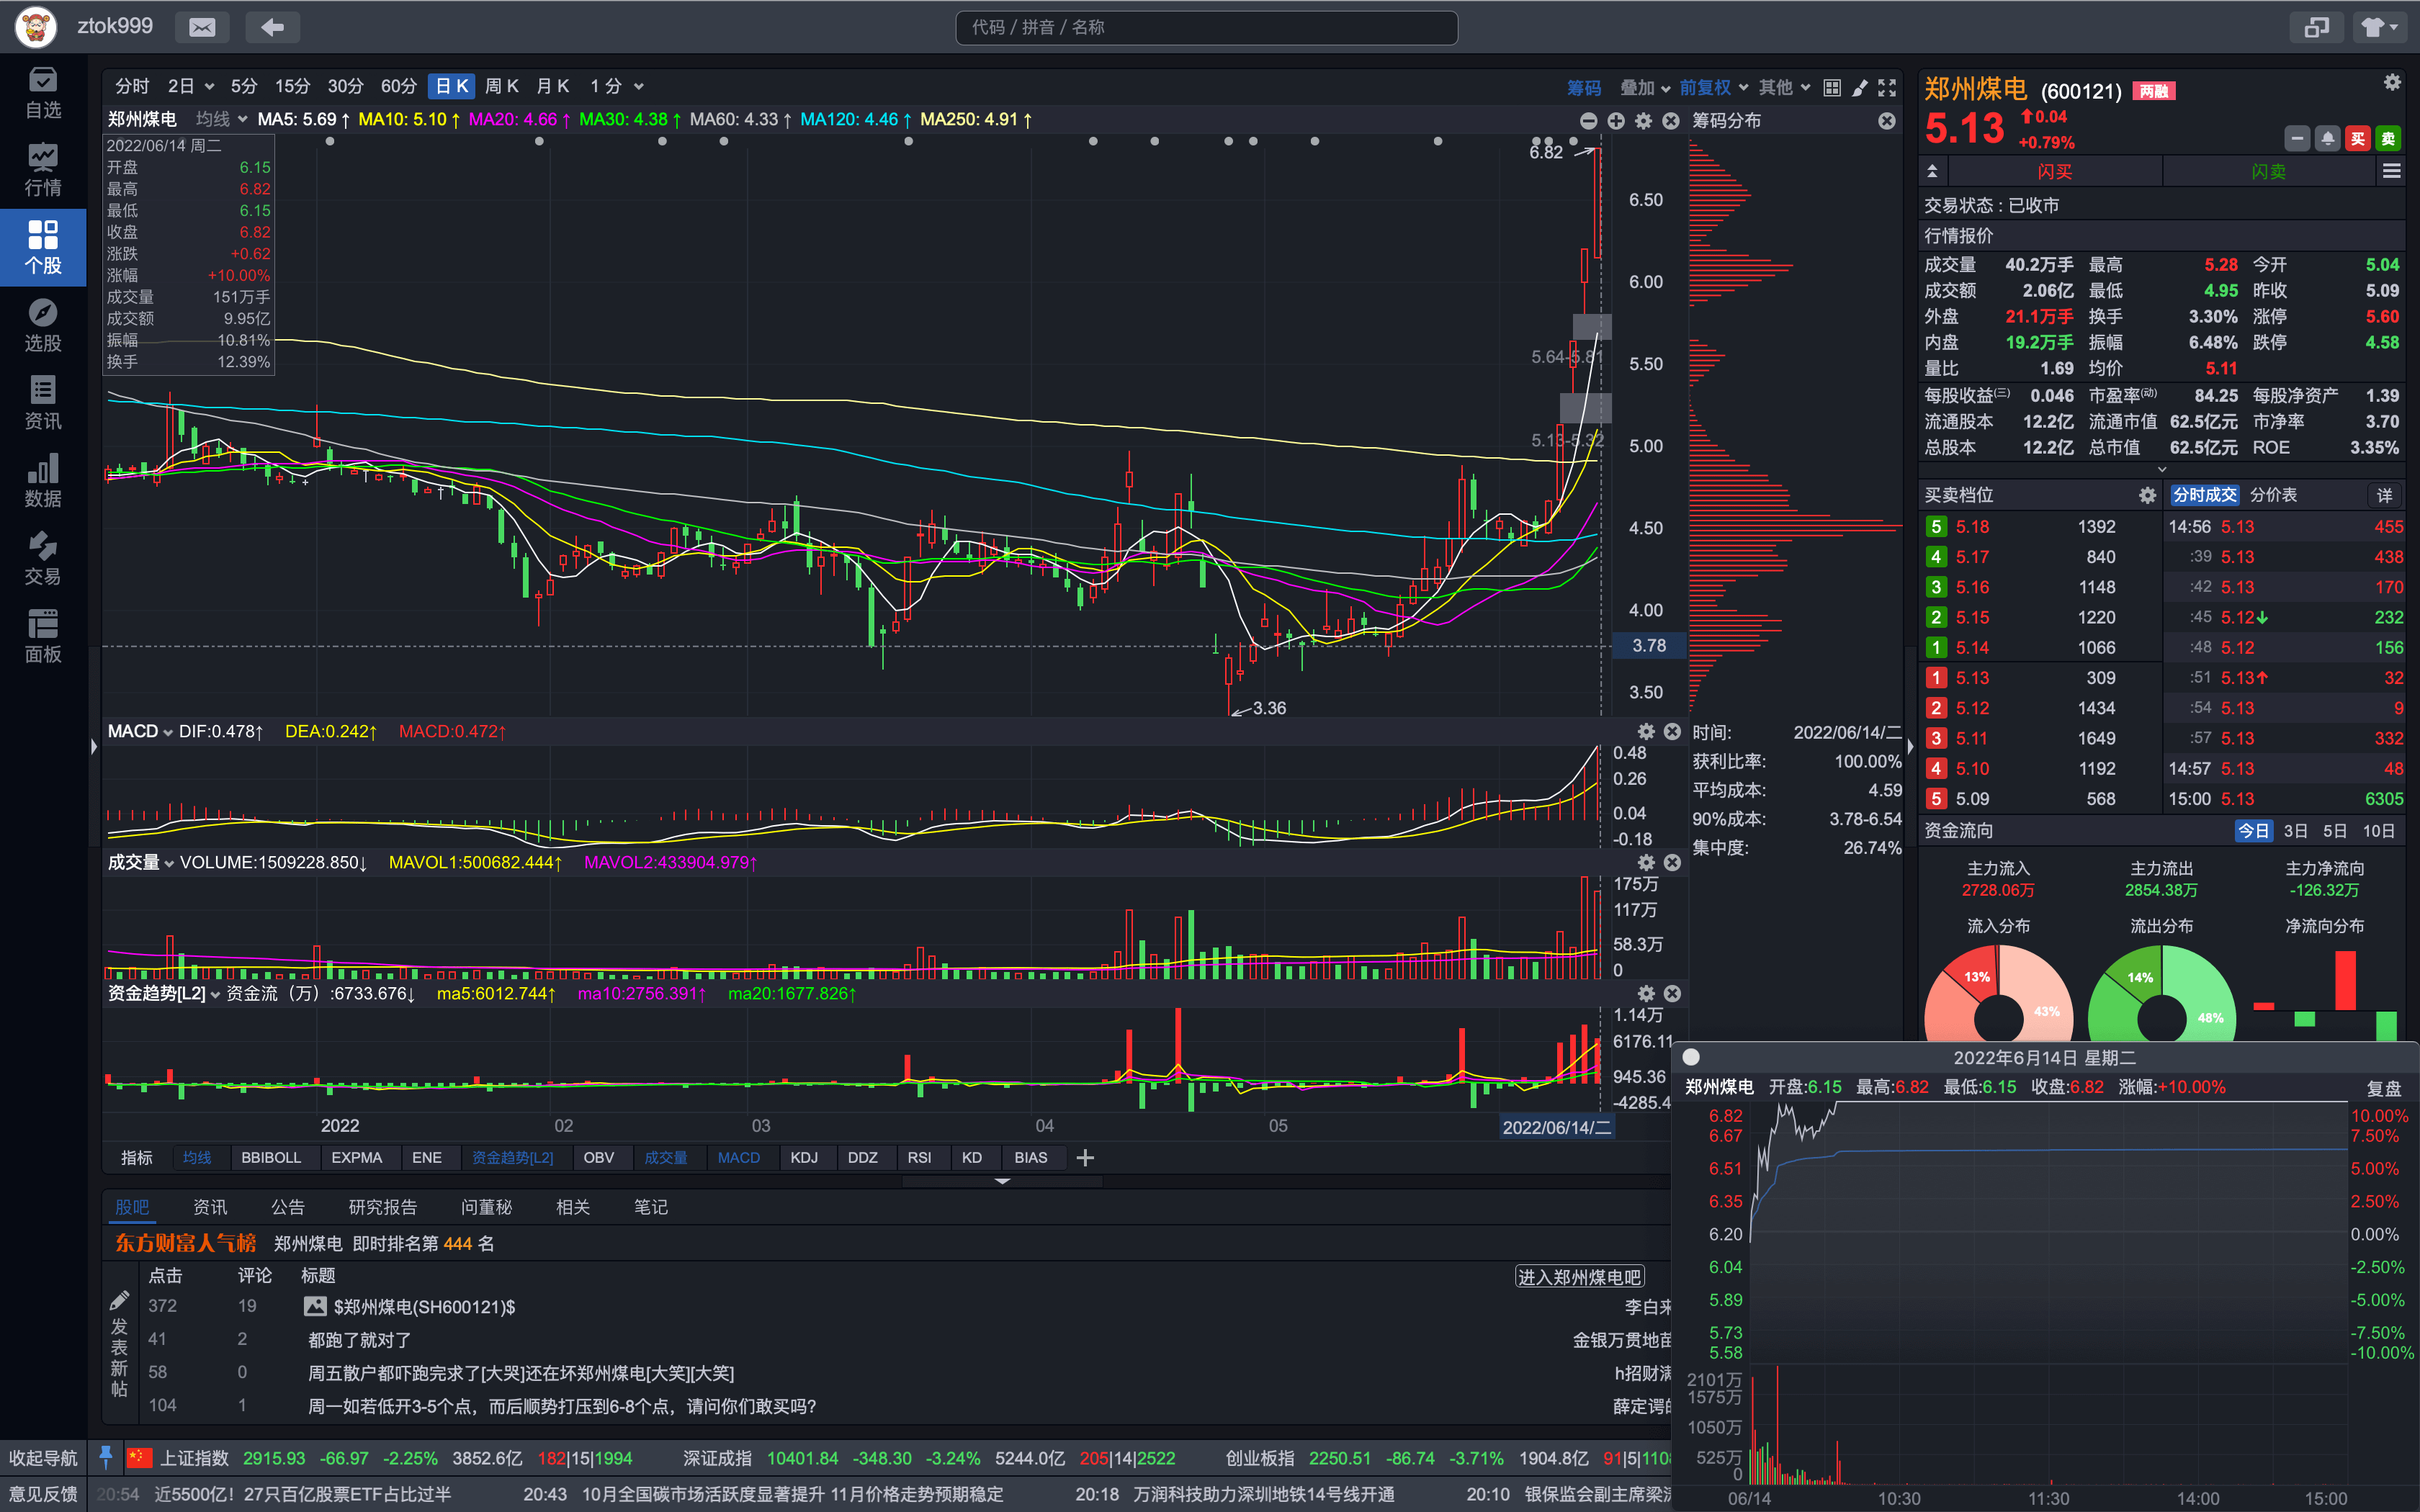 ztok999
代码 / 拼音 / 名称
自选
行情
个股
选股
资讯
数据
交易
面板
分时 2日 5分 15分 30分 60分 日K 周K 月K 1分 筹码 叠加 前复权 其他
郑州煤电 均线 MA5: 5.69↑ MA10: 5.10↑ MA20: 4.66↑ MA30: 4.38↑ MA60: 4.33↑ MA120: 4.46↑ MA250: 4.91↑
2022/06/14 周二
开盘 6.15
最高 6.82
最低 6.15
收盘 6.82
涨跌 +0.62
涨幅 +10.00%
成交量 151万手
成交额 9.95亿
振幅 10.81%
换手 12.39%
6.82
5.64-5.81
5.13-5.32
3.36
6.50
6.00
5.50
5.00
4.50
4.00
3.78
3.50
筹码分布
时间: 2022/06/14/二
获利比率: 100.00%
平均成本: 4.59
90%成本: 3.78-6.54
集中度: 26.74%
MACD DIF:0.478↑ DEA:0.242↑ MACD:0.472↑
0.48
0.26
0.04
-0.18
成交量 VOLUME:1509228.850↓ MAVOL1:500682.444↑ MAVOL2:433904.979↑
175万
117万
58.3万
0
资金趋势[L2] 资金流（万）:6733.676↓ ma5:6012.744↑ ma10:2756.391↑ ma20:1677.826↑
1.14万
6176.11
945.36
-4285.4
2022 02 03 04 05 2022/06/14/二
指标 均线 BBIBOLL EXPMA ENE 资金趋势[L2] OBV 成交量 MACD KDJ DDZ RSI KD BIAS
股吧 资讯 公告 研究报告 问董秘 相关 笔记
东方财富人气榜 郑州煤电 即时排名第 444 名
点击 评论 标题 进入郑州煤电吧
发表新帖
372 19 $郑州煤电(SH600121)$ 李白来
41 2 都跑了就对了 金银万贯地
58 0 周五散户都吓跑完求了[大哭]还在坏郑州煤电[大笑][大笑] h招财
104 1 周一如若低开3-5个点，而后顺势打压到6-8个点，请问你们敢买吗? 薛定谔
郑州煤电 (600121) 两融
5.13 0.04
+0.79%
买 卖
闪买 闪卖
交易状态 : 已收市
行情报价
成交量 40.2万手 最高 5.28 今开 5.04
成交额 2.06亿 最低 4.95 昨收 5.09
外盘 21.1万手 换手 3.30% 涨停 5.60
内盘 19.2万手 振幅 6.48% 跌停 4.58
量比 1.69 均价 5.11
每股收益(三) 0.046 市盈率(动) 84.25 每股净资产 1.39
流通股本 12.2亿 流通市值 62.5亿元 市净率 3.70
总股本 12.2亿 总市值 62.5亿元 ROE 3.35%
买卖档位 分时成交 分价表 详
5 5.18 1392 14:56 5.13 455
4 5.17 840 :39 5.13 438
3 5.16 1148 :42 5.13 170
2 5.15 1220 :45 5.12↓ 232
1 5.14 1066 :48 5.12 156
1 5.13 309 :51 5.13↑ 32
2 5.12 1434 :54 5.13 9
3 5.11 1649 :57 5.13 332
4 5.10 1192 14:57 5.13 48
5 5.09 568 15:00 5.13 6305
资金流向 今日 3日 5日 10日
主力流入 主力流出 主力净流向
2728.06万 2854.38万 -126.32万
流入分布 流出分布 净流向分布
13% 43% 14% 48%
2022年6月14日 星期二
郑州煤电 开盘:6.15 最高:6.82 最低:6.15 收盘:6.82 涨幅:+10.00% 复盘
6.82 10.00%
6.67 7.50%
6.51 5.00%
6.35 2.50%
6.20 0.00%
6.04 -2.50%
5.89 -5.00%
5.73 -7.50%
5.58 -10.00%
2101万
1575万
1050万
525万
0
06/14 10:30 11:30 14:00 15:00
收起导航 上证指数 2915.93 -66.97 -2.25% 3852.6亿 182|15|1994 深证成指 10401.84 -348.30 -3.24% 5244.0亿 205|14|2522 创业板指 2250.51 -86.74 -3.71% 1904.8亿 91|5|110
意见反馈 20:54 近5500亿！27只百亿股票ETF占比过半 20:43 10月全国碳市场活跃度显著提升 11月价格走势预期稳定 20:18 万润科技助力深圳地铁14号线开通 20:10 银保监会副主席梁